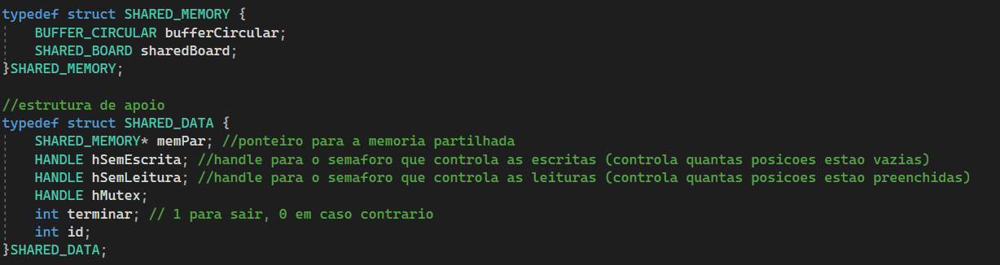 typedef struct SHARED_MEMORY {
    BUFFER_CIRCULAR bufferCircular;
    SHARED_BOARD sharedBoard;
}SHARED_MEMORY;

//estrutura de apoio
typedef struct SHARED_DATA {
    SHARED_MEMORY* memPar; //ponteiro para a memoria partilhada
    HANDLE hSemEscrita; //handle para o semaforo que controla as escritas (controla quantas posicoes estao vazias)
    HANDLE hSemLeitura; //handle para o semaforo que controla as leituras (controla quantas posicoes estao preenchidas)
    HANDLE hMutex;
    int terminar; // 1 para sair, 0 em caso contrario
    int id;
}SHARED_DATA;